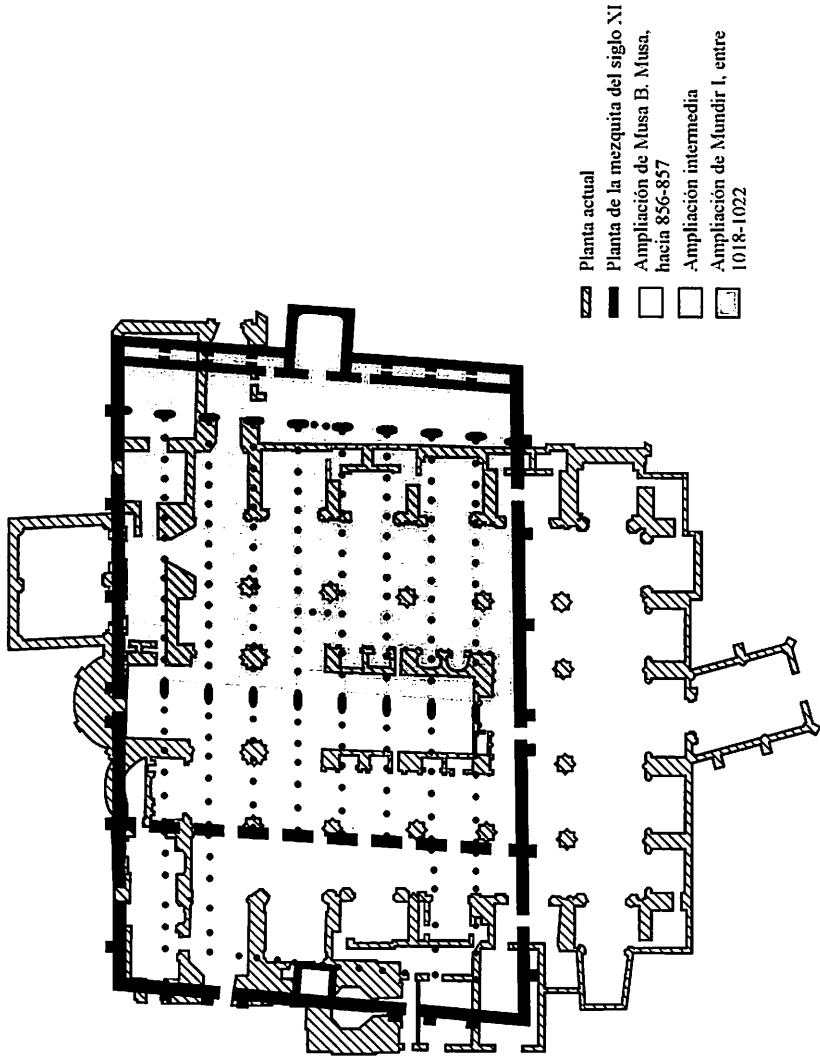 Planta actual
Planta de la mezquita del siglo XI
Ampliación de Musa B. Musa,
hacia 856-857
Ampliación intermedia
Ampliación de Mundir I, entre
1018-1022